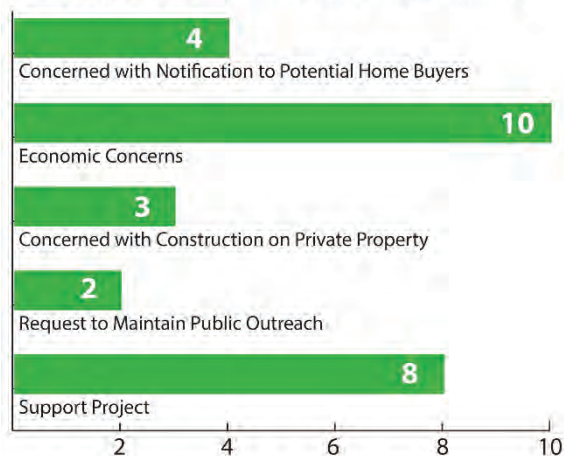 4
Concerned with Notification to Potential Home Buyers
10
Economic Concerns
3
Concerned with Construction on Private Property
2
Request to Maintain Public Outreach
8
Support Project
2 4 6 8 10